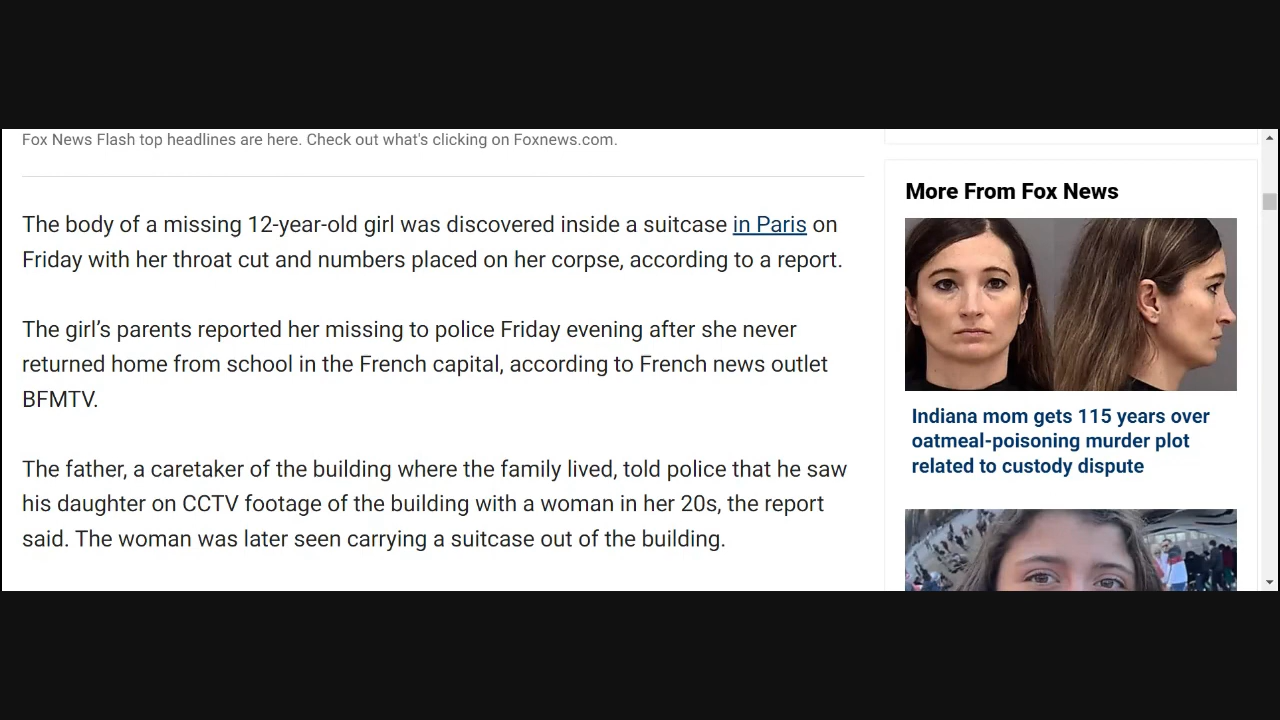 Fox News Flash top headlines are here. Check out what's clicking on Foxnews.com.
The body of a missing 12-year-old girl was discovered inside a suitcase in Paris on
Friday with her throat cut and numbers placed on her corpse, according to a report.
The girl’s parents reported her missing to police Friday evening after she never
returned home from school in the French capital, according to French news outlet
BFMTV.
The father, a caretaker of the building where the family lived, told police that he saw
his daughter on CCTV footage of the building with a woman in her 20s, the report
said. The woman was later seen carrying a suitcase out of the building.
More From Fox News
Indiana mom gets 115 years over
oatmeal-poisoning murder plot
related to custody dispute